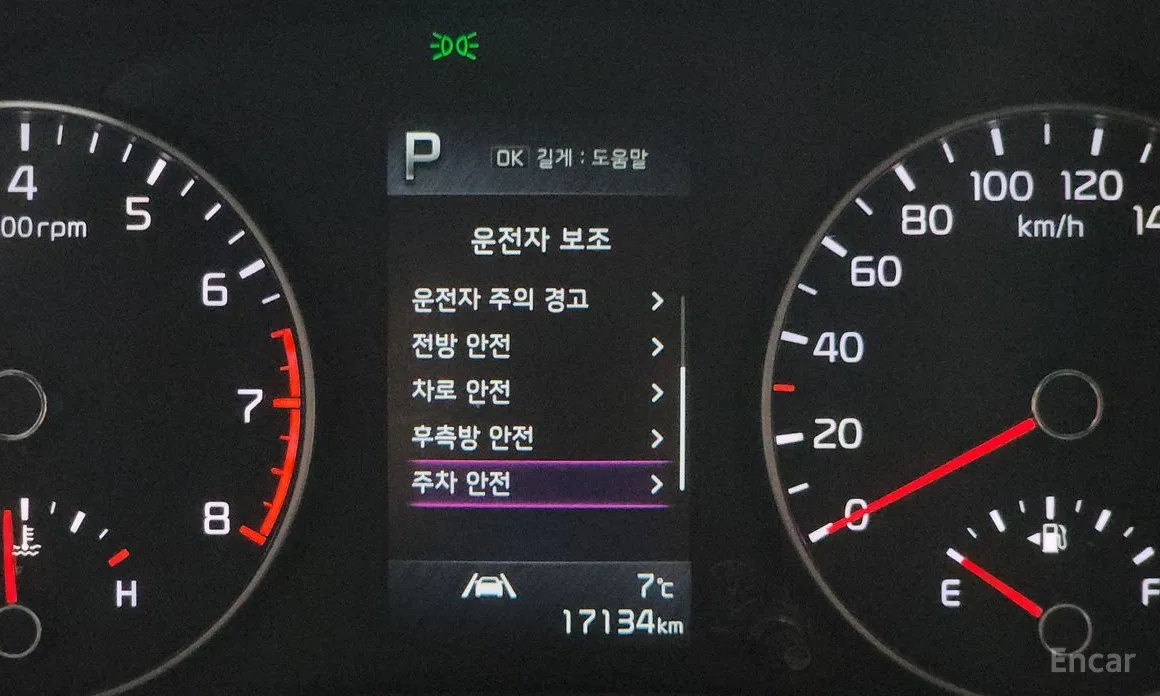 P
OK 길게 : 도움말
운전자 보조
운전자 주의 경고
전방 안전
차로 안전
후측방 안전
주차 안전
7℃
17134km
4
5
6
7
8
00rpm
H
0
20
40
60
80
100
120
14
km/h
E
F
Encar